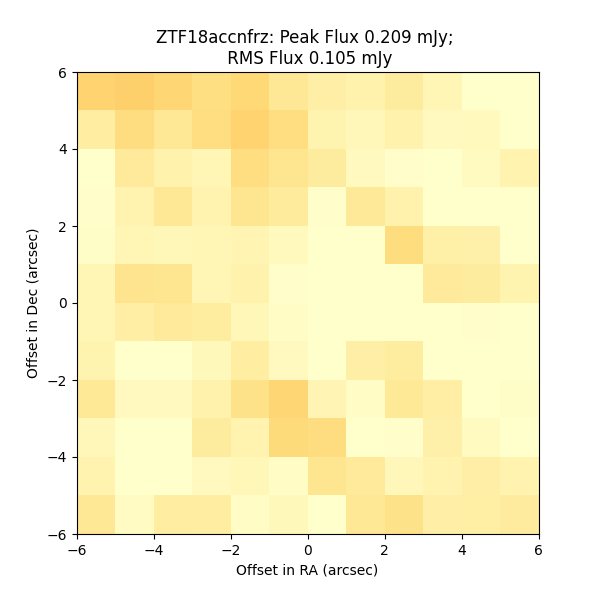 ZTF18accnfrz: Peak Flux 0.209 mJy;
RMS Flux 0.105 mJy
6
4
2
0
−2
−4
−6
Offset in Dec (arcsec)
−6 −4 −2 0 2 4 6
Offset in RA (arcsec)